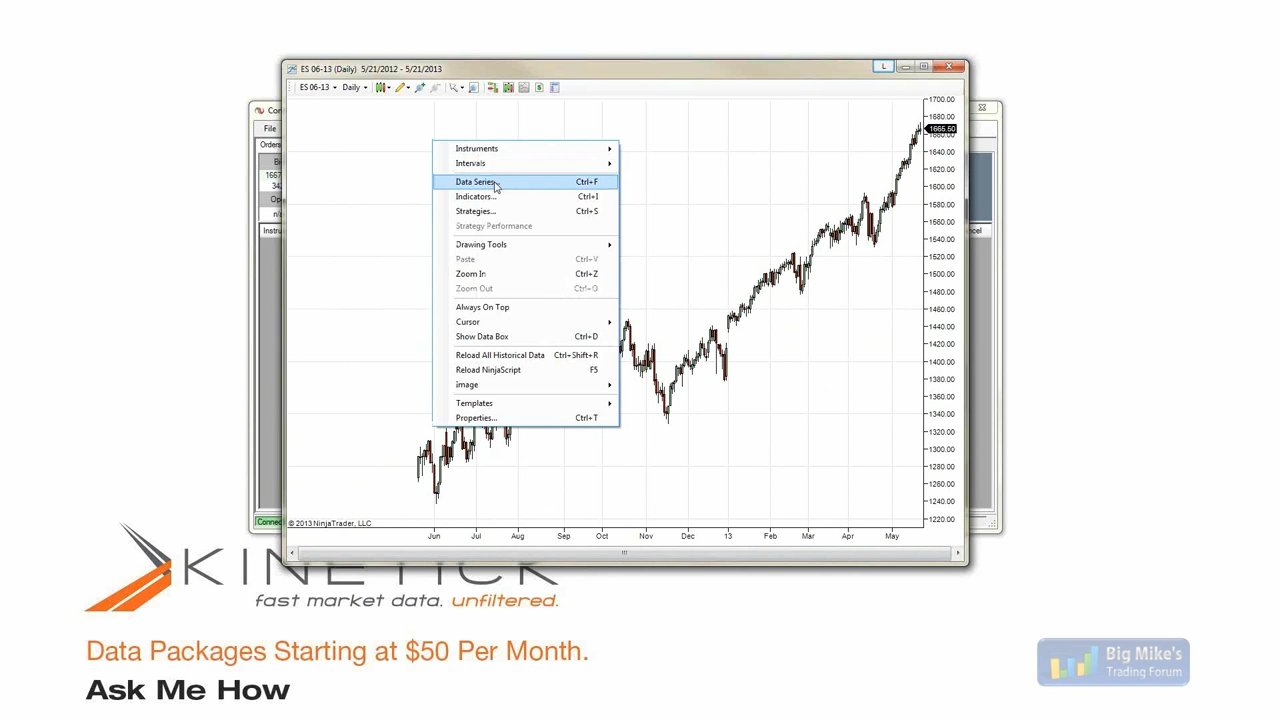 ES 06-13 (Daily) 5/21/2012 - 5/21/2013
L
ES 06-13 Daily
File
Orders
Instru
Instruments
Intervals
Data Series... Ctrl+F
Indicators... Ctrl+I
Strategies... Ctrl+S
Strategy Performance
Drawing Tools
Paste Ctrl+V
Zoom In Ctrl+Z
Zoom Out Ctrl+O
Always On Top
Cursor
Show Data Box Ctrl+D
Reload All Historical Data Ctrl+Shift+R
Reload NinjaScript F5
Image
Templates
Properties... Ctrl+T
1700.00
1680.00
1665.50
1660.00
1640.00
1620.00
1600.00
1580.00
1560.00
1540.00
1520.00
1500.00
1480.00
1460.00
1440.00
1420.00
1400.00
1380.00
1360.00
1340.00
1320.00
1300.00
1280.00
1260.00
1240.00
1220.00
© 2013 NinjaTrader, LLC
Jun Jul Aug Sep Oct Nov Dec 13 Feb Mar Apr May
KINETICK
fast market data. unfiltered.
Data Packages Starting at $50 Per Month.
Ask Me How
Big Mike's
Trading Forum